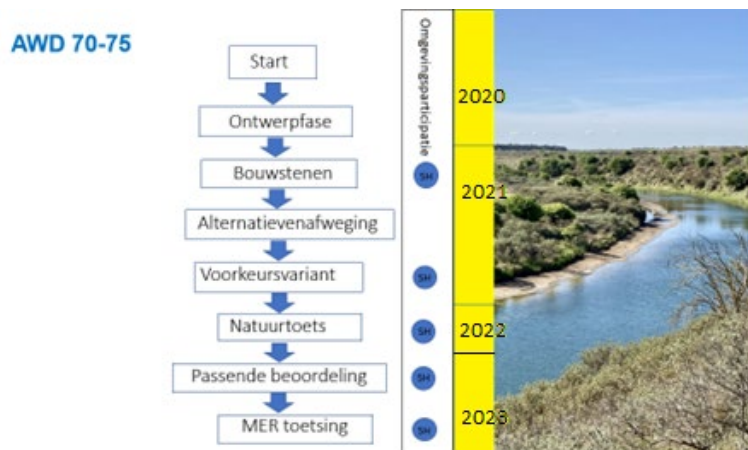 AWD 70-75
Start
Ontwerpfase
Bouwstenen
Alternatievenafweging
Voorkeursvariant
Natuurtoets
Passende beoordeling
MER toetsing
Omgevingsparticipatie
SH
SH
SH
SH
SH
2020
2021
2022
2023